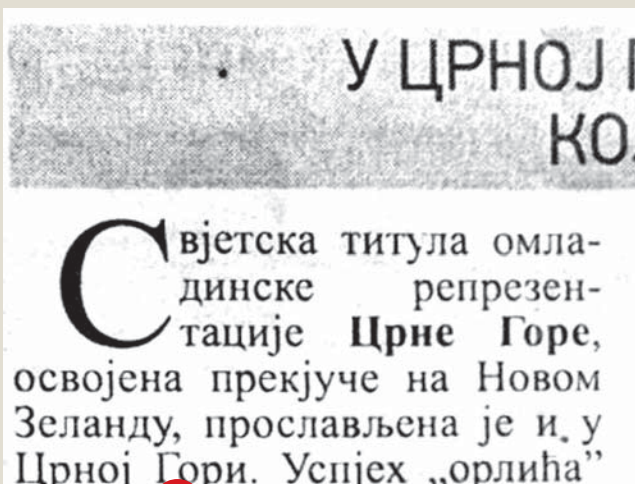 У ЦРНОЈ
КО
Свјетска титула омла-
динске репрезен-
тације Црне Горе,
освојена прекјуче на Новом
Зеланду, прослављена је и у
Црној Гори. Успјех „орлића”